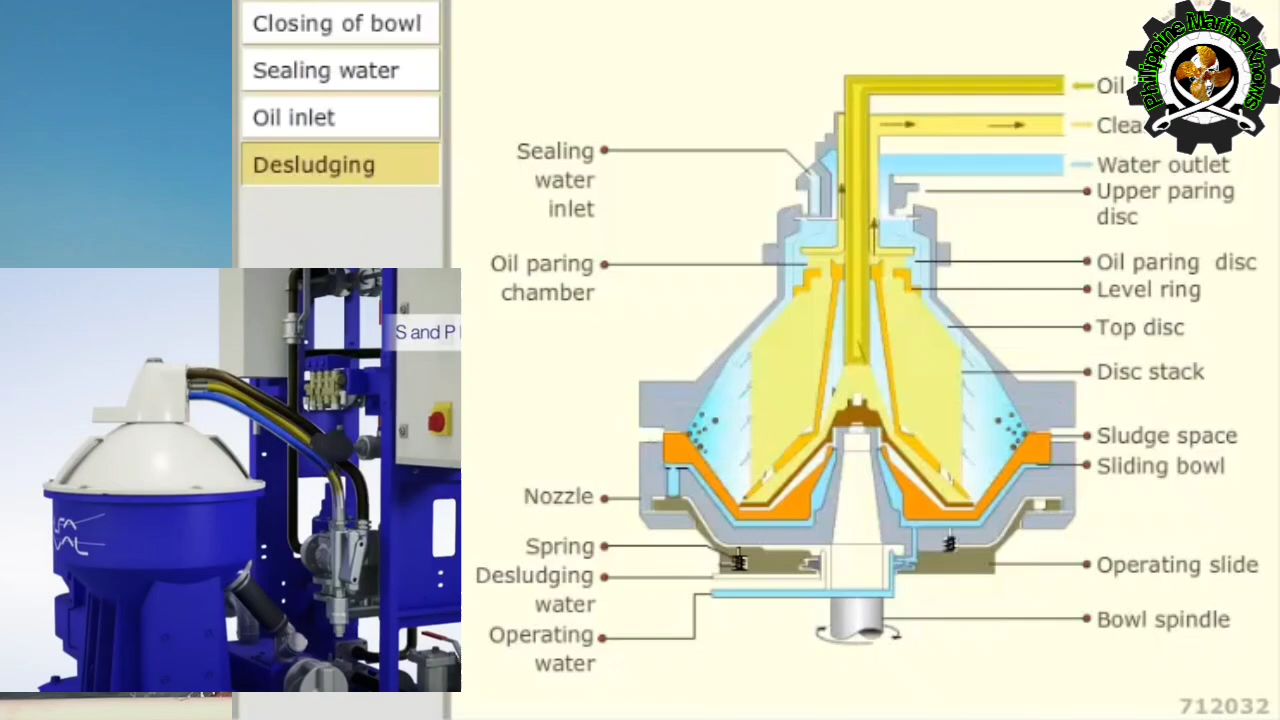 Closing of bowl
Sealing water
Oil inlet
Desludging
Philippine Marine Knows
Oil
Clea
Water outlet
Upper paring
disc
Sealing
water
inlet
Oil paring
chamber
Oil paring disc
Level ring
Top disc
Disc stack
Sludge space
Sliding bowl
Nozzle
Spring
Desludging
water
Operating
water
Operating slide
Bowl spindle
S and P
712032